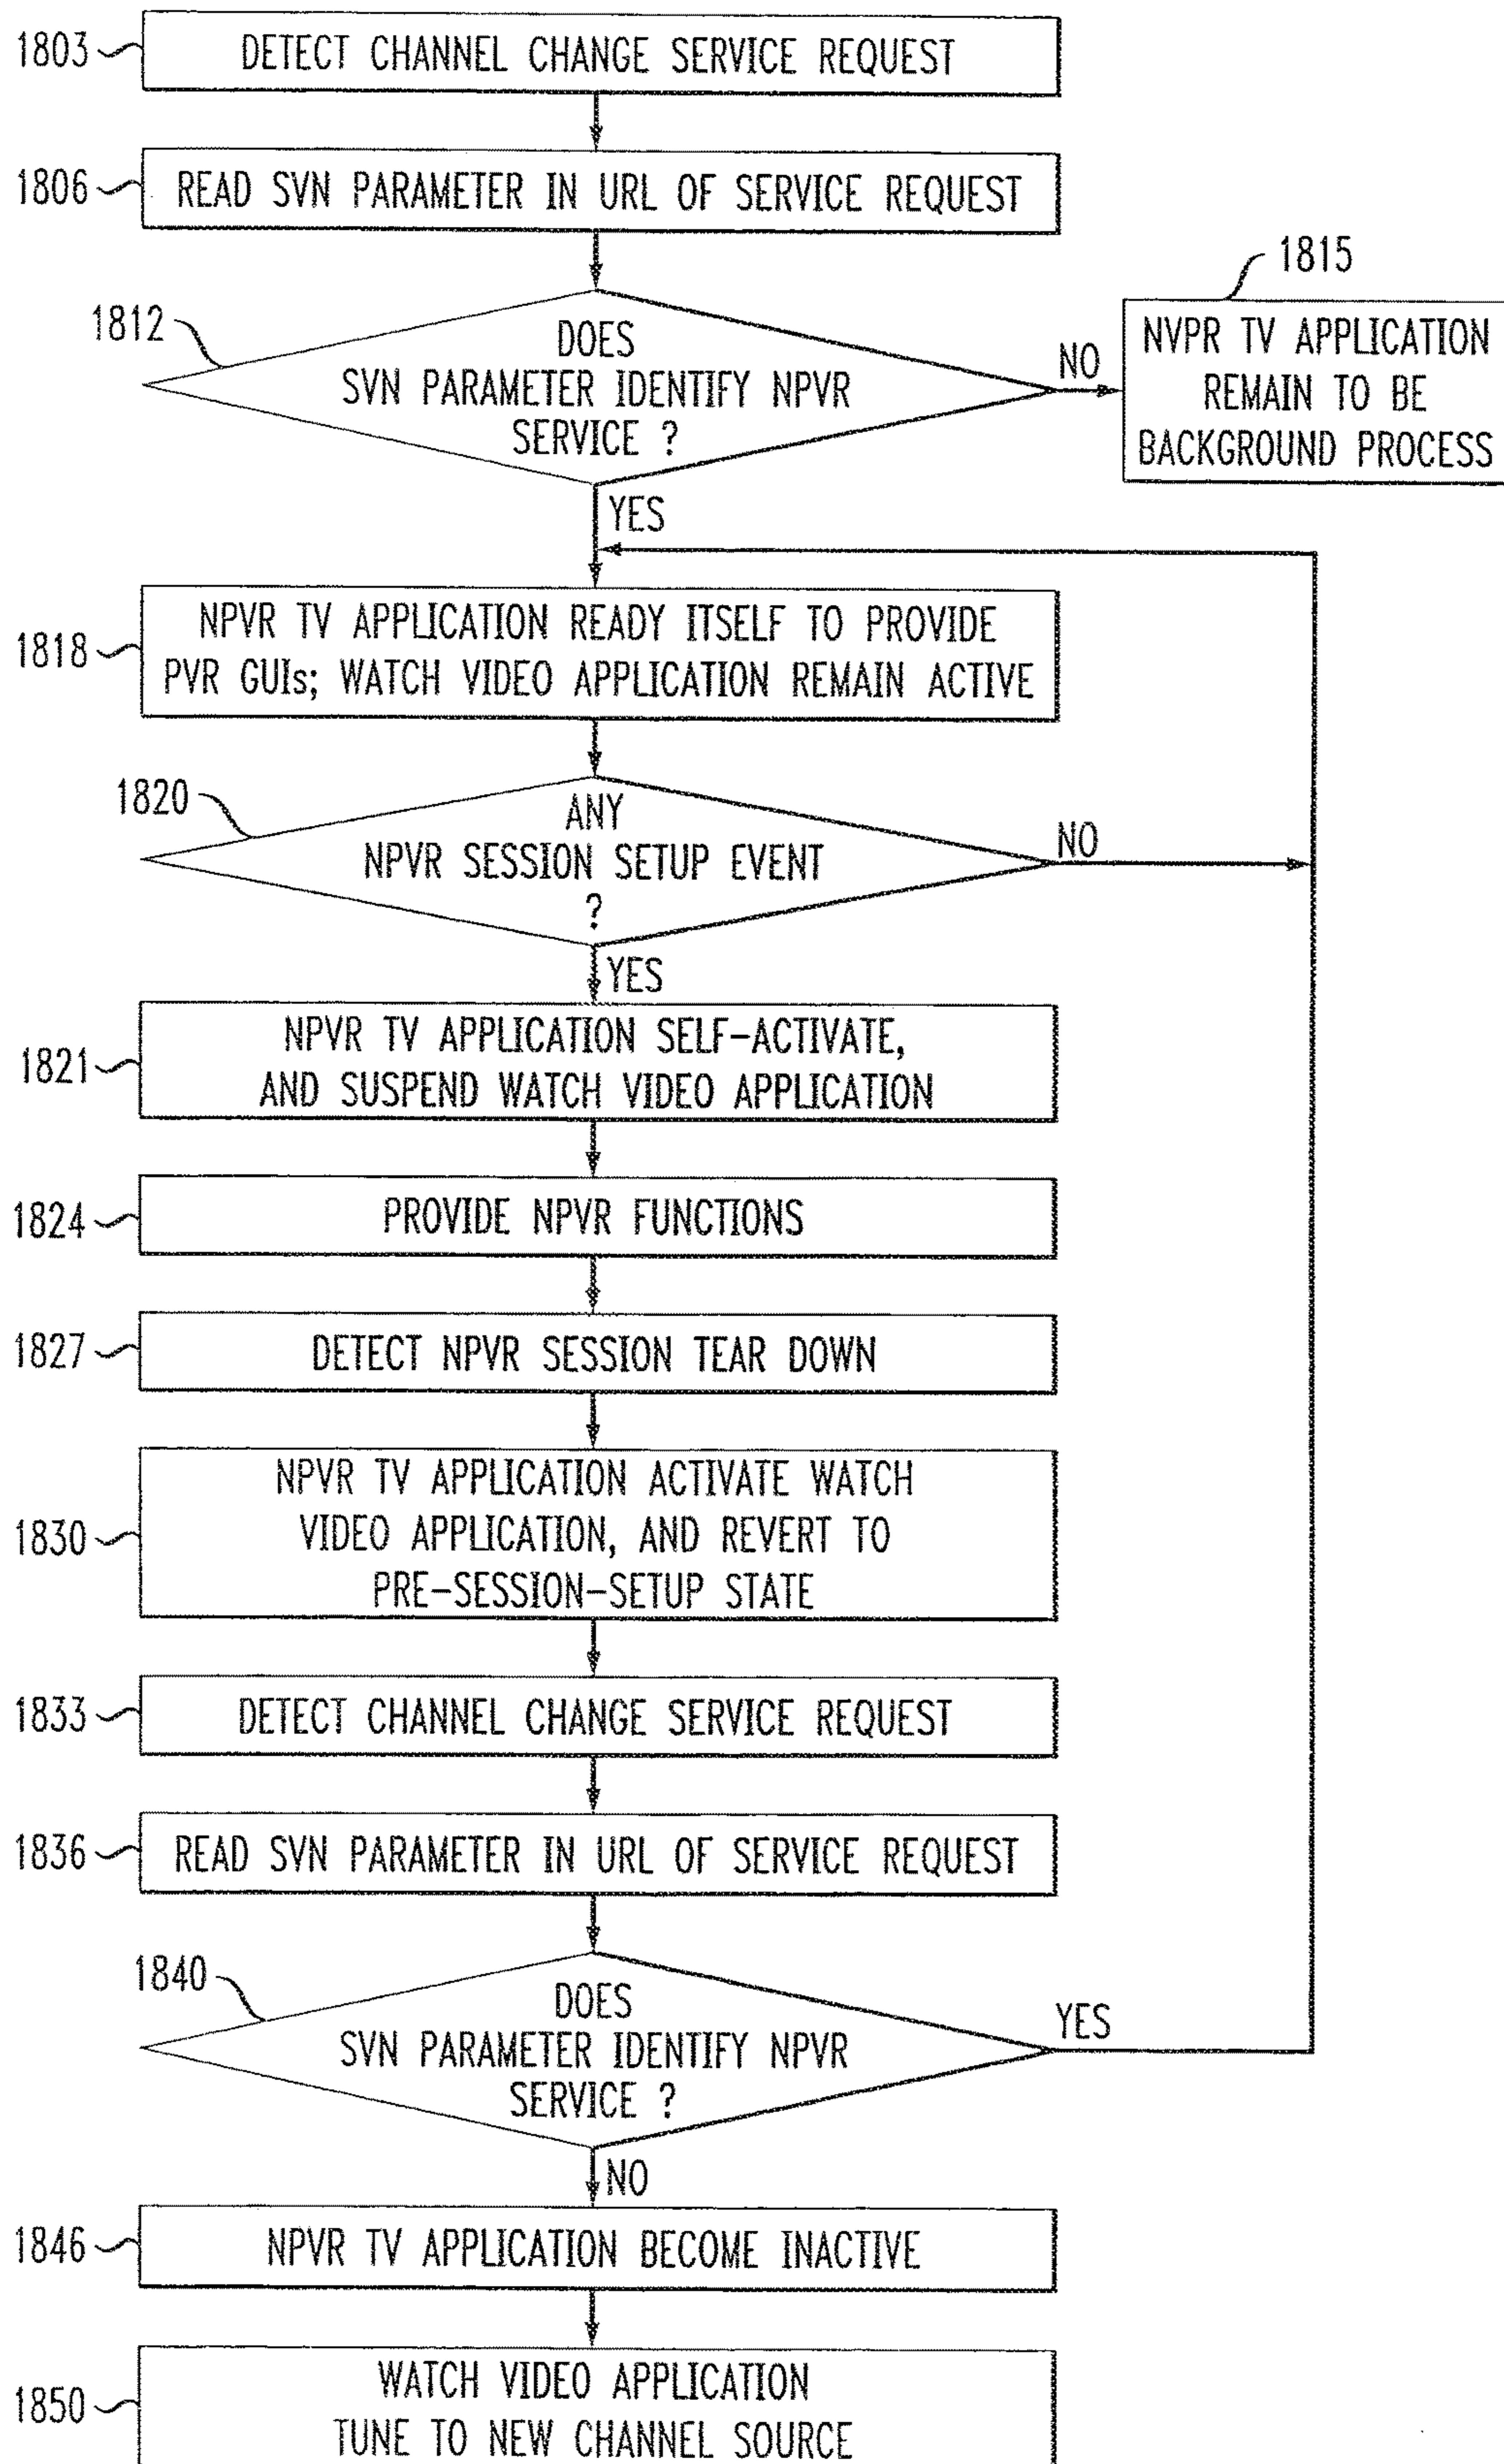 1803
DETECT CHANNEL CHANGE SERVICE REQUEST
1806
READ SVN PARAMETER IN URL OF SERVICE REQUEST
1812
DOES
SVN PARAMETER IDENTIFY NPVR
SERVICE ?
NO
1815
NVPR TV APPLICATION
REMAIN TO BE
BACKGROUND PROCESS
YES
1818
NPVR TV APPLICATION READY ITSELF TO PROVIDE
PVR GUIs; WATCH VIDEO APPLICATION REMAIN ACTIVE
1820
ANY
NPVR SESSION SETUP EVENT
?
NO
YES
1821
NPVR TV APPLICATION SELF-ACTIVATE,
AND SUSPEND WATCH VIDEO APPLICATION
1824
PROVIDE NPVR FUNCTIONS
1827
DETECT NPVR SESSION TEAR DOWN
1830
NPVR TV APPLICATION ACTIVATE WATCH
VIDEO APPLICATION, AND REVERT TO
PRE-SESSION-SETUP STATE
1833
DETECT CHANNEL CHANGE SERVICE REQUEST
1836
READ SVN PARAMETER IN URL OF SERVICE REQUEST
1840
DOES
SVN PARAMETER IDENTIFY NPVR
SERVICE ?
YES
NO
1846
NPVR TV APPLICATION BECOME INACTIVE
1850
WATCH VIDEO APPLICATION
TUNE TO NEW CHANNEL SOURCE